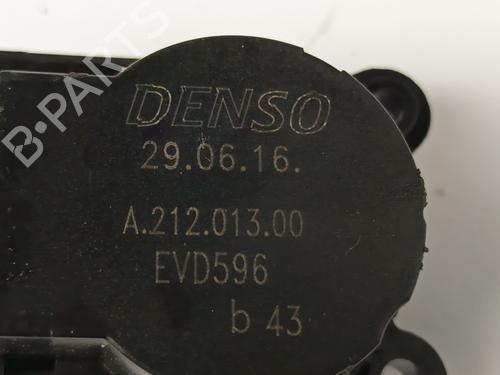 B-PARTS
DENSO
29.06.16.
A.212.013.00
EVD596
b 43